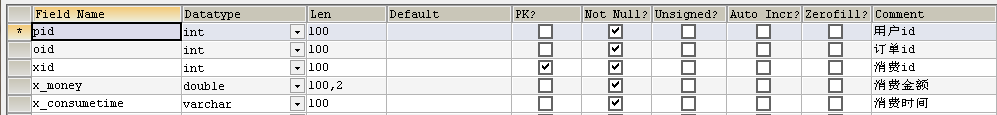 Field Name Datatype Len Default PK? Not Null? Unsigned? Auto Incr? Zerofill? Comment
* pid int 100 用户id
oid int 100 订单id
xid int 100 消费id
x_money double 100,2 消费金额
x_consumetime varchar 100 消费时间